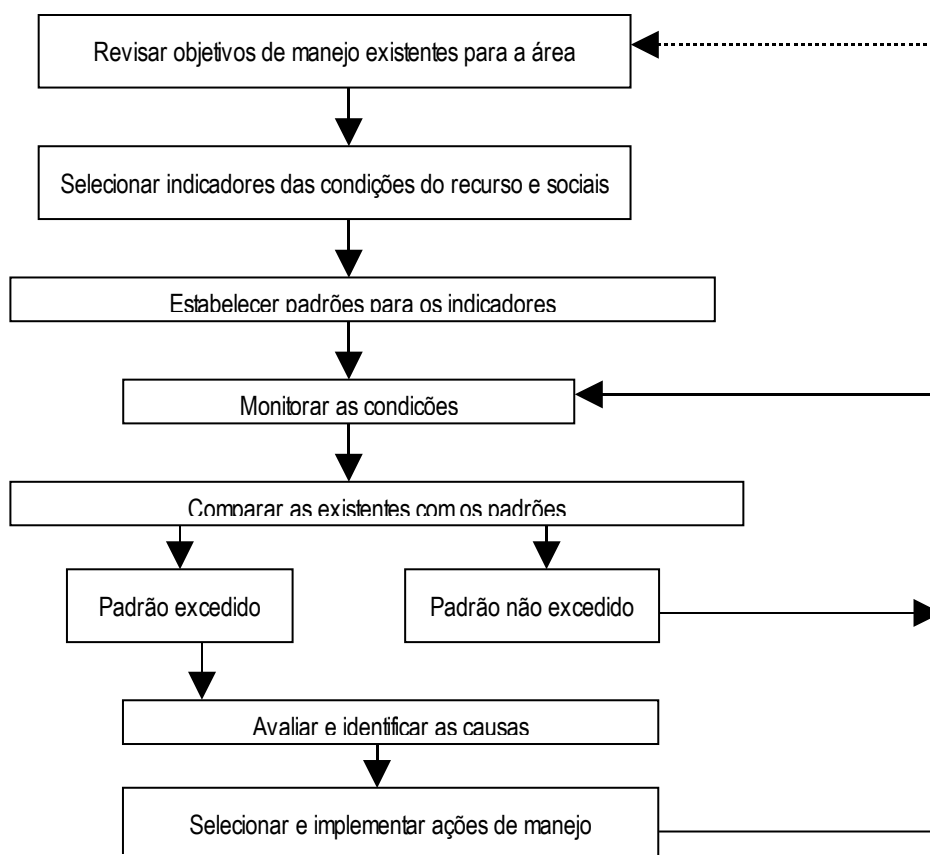 Revisar objetivos de manejo existentes para a área
Selecionar indicadores das condições do recurso e sociais
Estabelecer padrões para os indicadores
Monitorar as condições
Comparar as existentes com os padrões
Padrão excedido
Padrão não excedido
Avaliar e identificar as causas
Selecionar e implementar ações de manejo